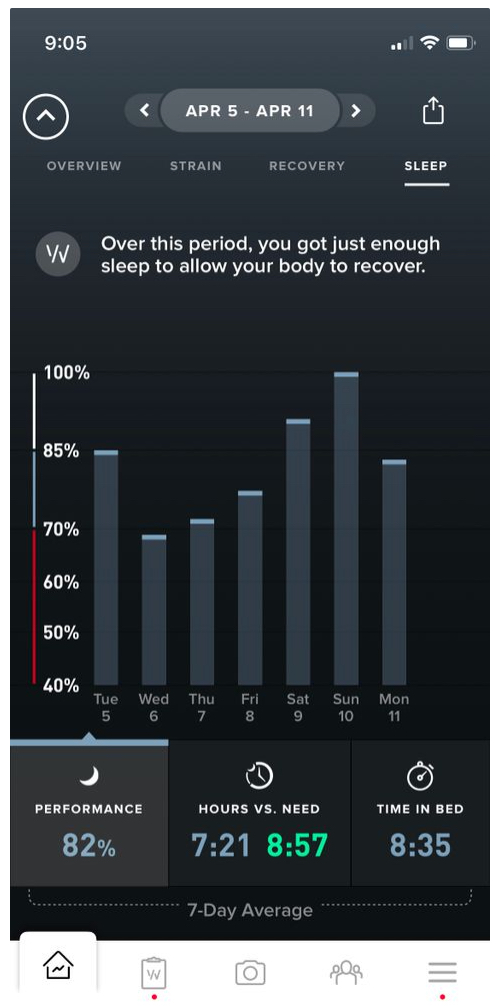 9:05
APR 5 - APR 11
OVERVIEW STRAIN RECOVERY SLEEP
W
Over this period, you got just enough
sleep to allow your body to recover.
100%
85%
70%
60%
50%
40%
Tue Wed Thu Fri Sat Sun Mon
5 6 7 8 9 10 11
PERFORMANCE HOURS VS. NEED TIME IN BED
82% 7:21 8:57 8:35
7-Day Average
W